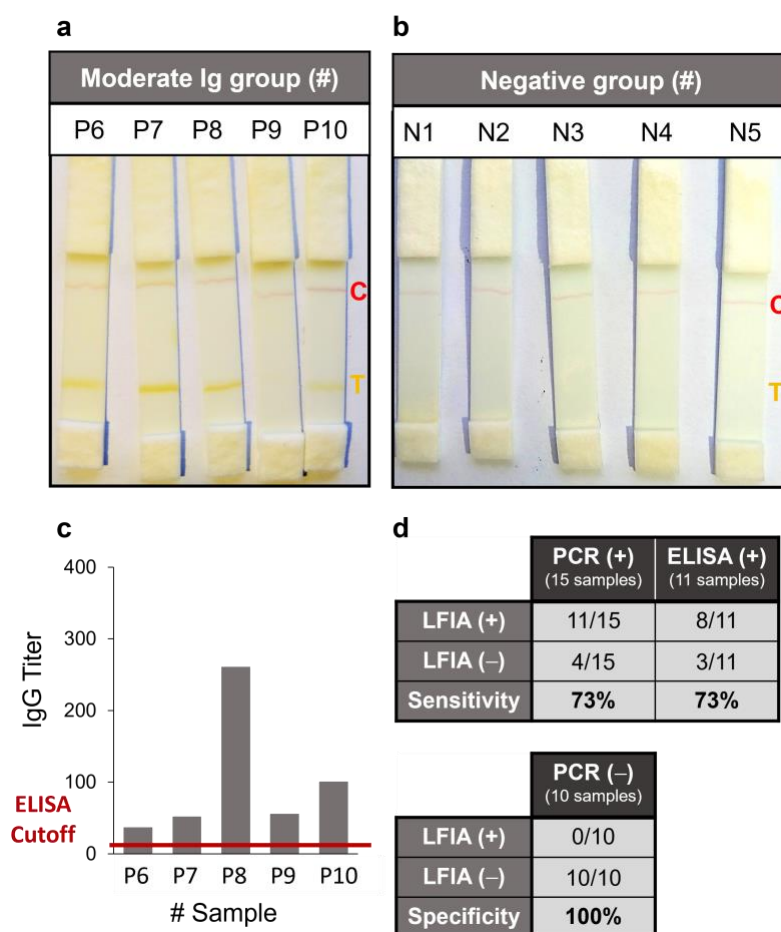 a
Moderate Ig group (#)
P6 P7 P8 P9 P10
C
T
b
Negative group (#)
N1 N2 N3 N4 N5
C
T
c
400
300
200
100
0
IgG Titer
ELISA
Cutoff
P6 P7 P8 P9 P10
# Sample
d
PCR (+) ELISA (+)
(15 samples) (11 samples)
LFIA (+) 11/15 8/11
LFIA (–) 4/15 3/11
Sensitivity 73% 73%
PCR (–)
(10 samples)
LFIA (+) 0/10
LFIA (–) 10/10
Specificity 100%